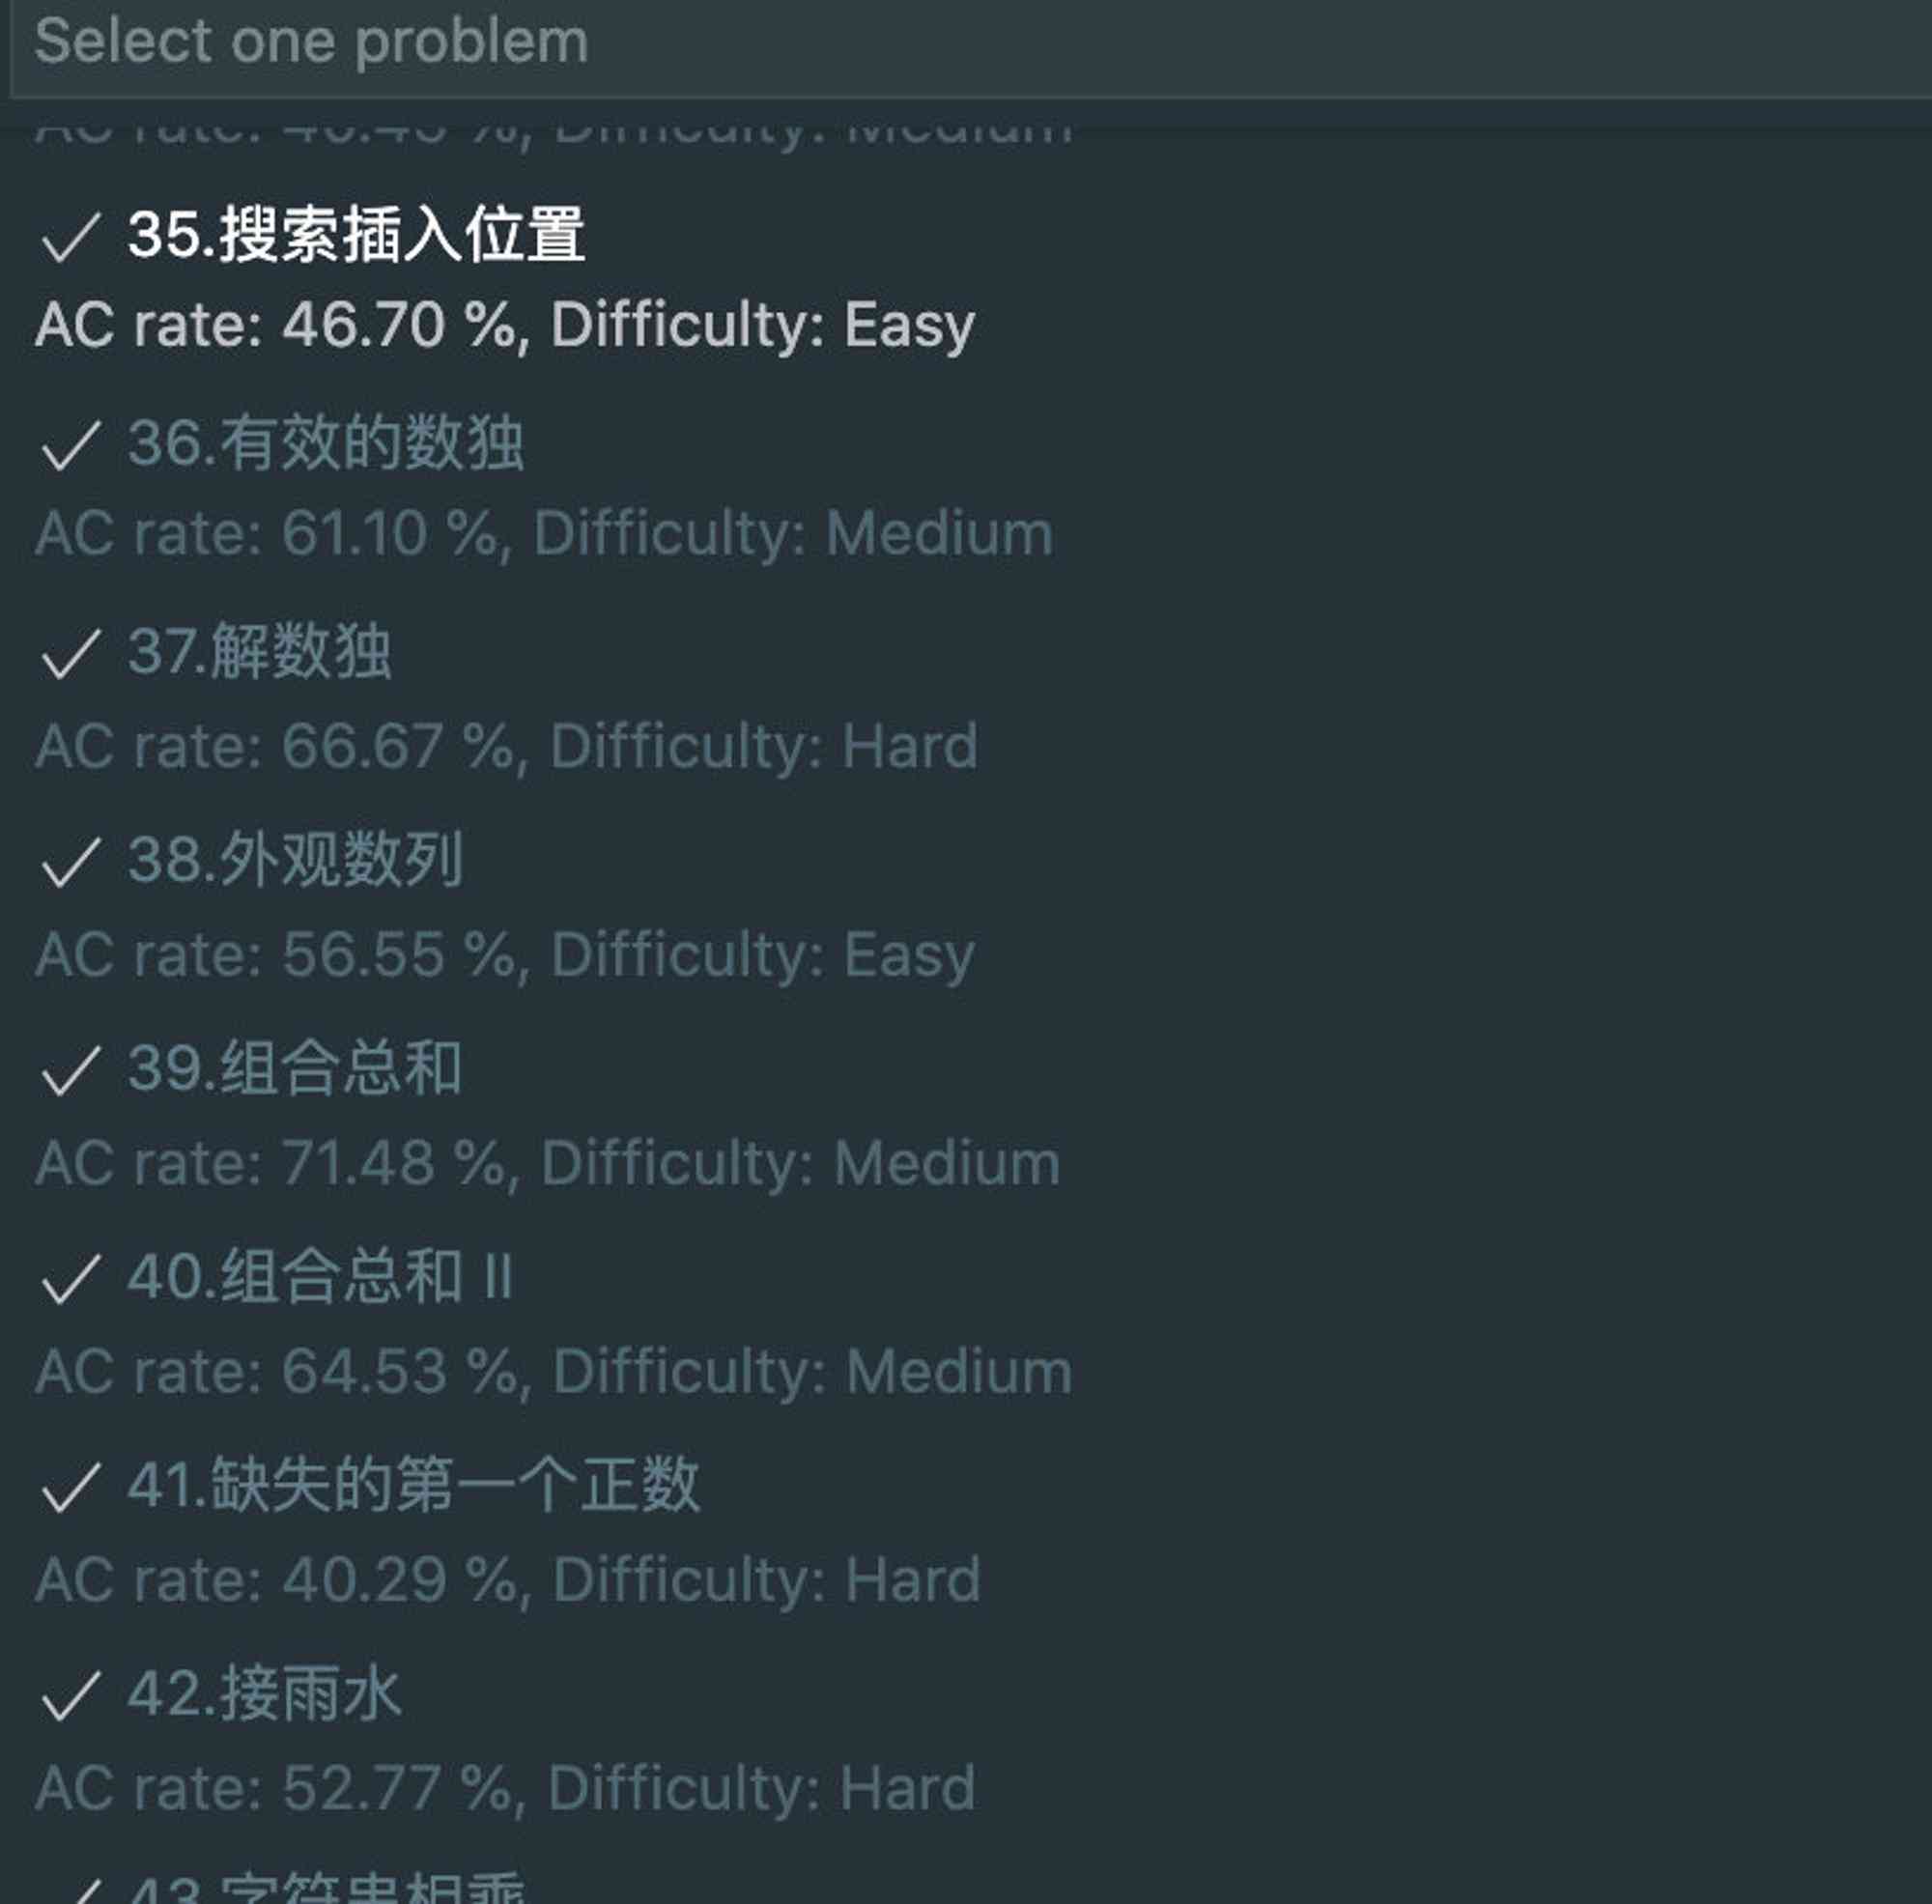 Select one problem
AC rate: 46.45 %, Difficulty: Medium
35.搜索插入位置
AC rate: 46.70 %, Difficulty: Easy
36.有效的数独
AC rate: 61.10 %, Difficulty: Medium
37.解数独
AC rate: 66.67 %, Difficulty: Hard
38.外观数列
AC rate: 56.55 %, Difficulty: Easy
39.组合总和
AC rate: 71.48 %, Difficulty: Medium
40.组合总和 II
AC rate: 64.53 %, Difficulty: Medium
41.缺失的第一个正数
AC rate: 40.29 %, Difficulty: Hard
42.接雨水
AC rate: 52.77 %, Difficulty: Hard
43.字符串相乘